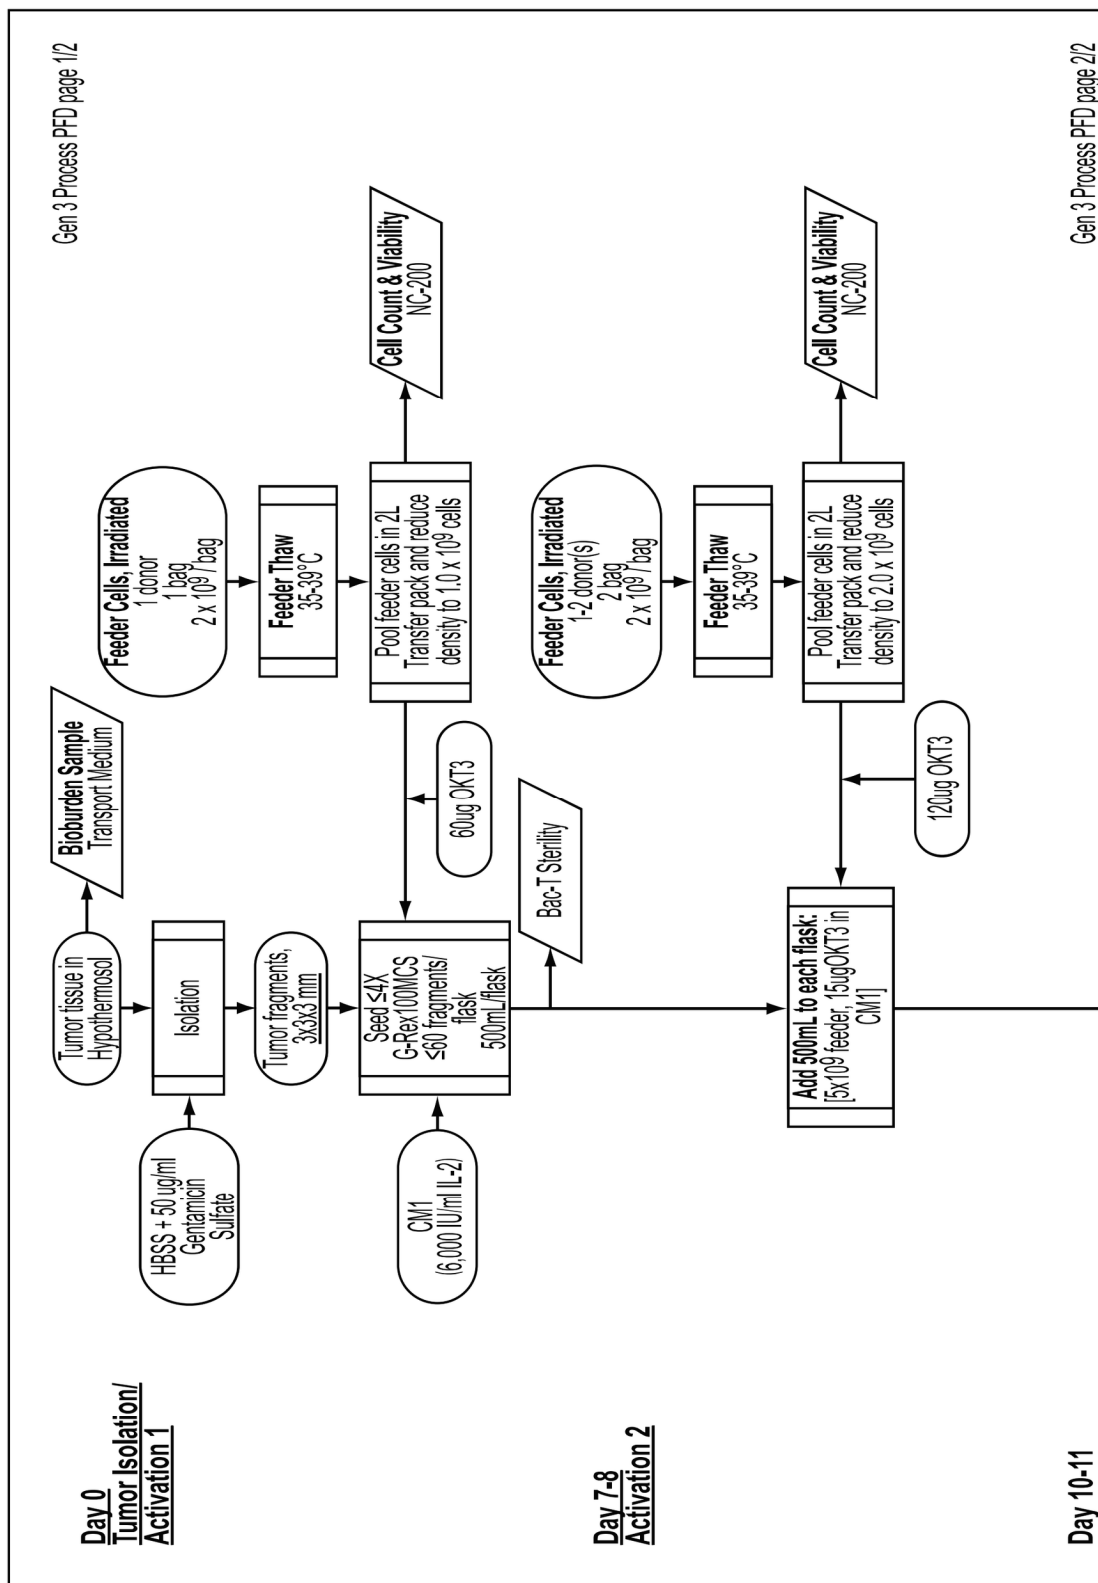 Gen 3 Process PFD page 1/2
Day 0
Tumor Isolation/
Activation 1
Tumor tissue in
Hypothermosol
Bioburden Sample
Transport Medium
HBSS + 50 ug/ml
Gentamicin
Sulfate
Isolation
Tumor fragments,
3x3x3 mm
Feeder Cells, Irradiated
1 donor
1 bag
2 x 10⁹ / bag
Feeder Thaw
35-39°C
Pool feeder cells in 2L
Transfer pack and reduce
density to 1.0 x 10⁹ cells
Cell Count & Viability
NC-200
60ug OKT3
CM1
(6,000 IU/ml IL-2)
Seed ≤4X
G-Rex100MCS
≤60 fragments/
flask
500mL/flask
Bac-T Sterility
Day 7-8
Activation 2
Feeder Cells, Irradiated
1-2 donor(s)
2 bag
2 x 10⁹ / bag
Feeder Thaw
35-39°C
Pool feeder cells in 2L
Transfer pack and reduce
density to 2.0 x 10⁹ cells
Cell Count & Viability
NC-200
120ug OKT3
Add 500mL to each flask:
[5x10⁹ feeder, 15ugOKT3 in
CM1]
Day 10-11
Gen 3 Process PFD page 2/2